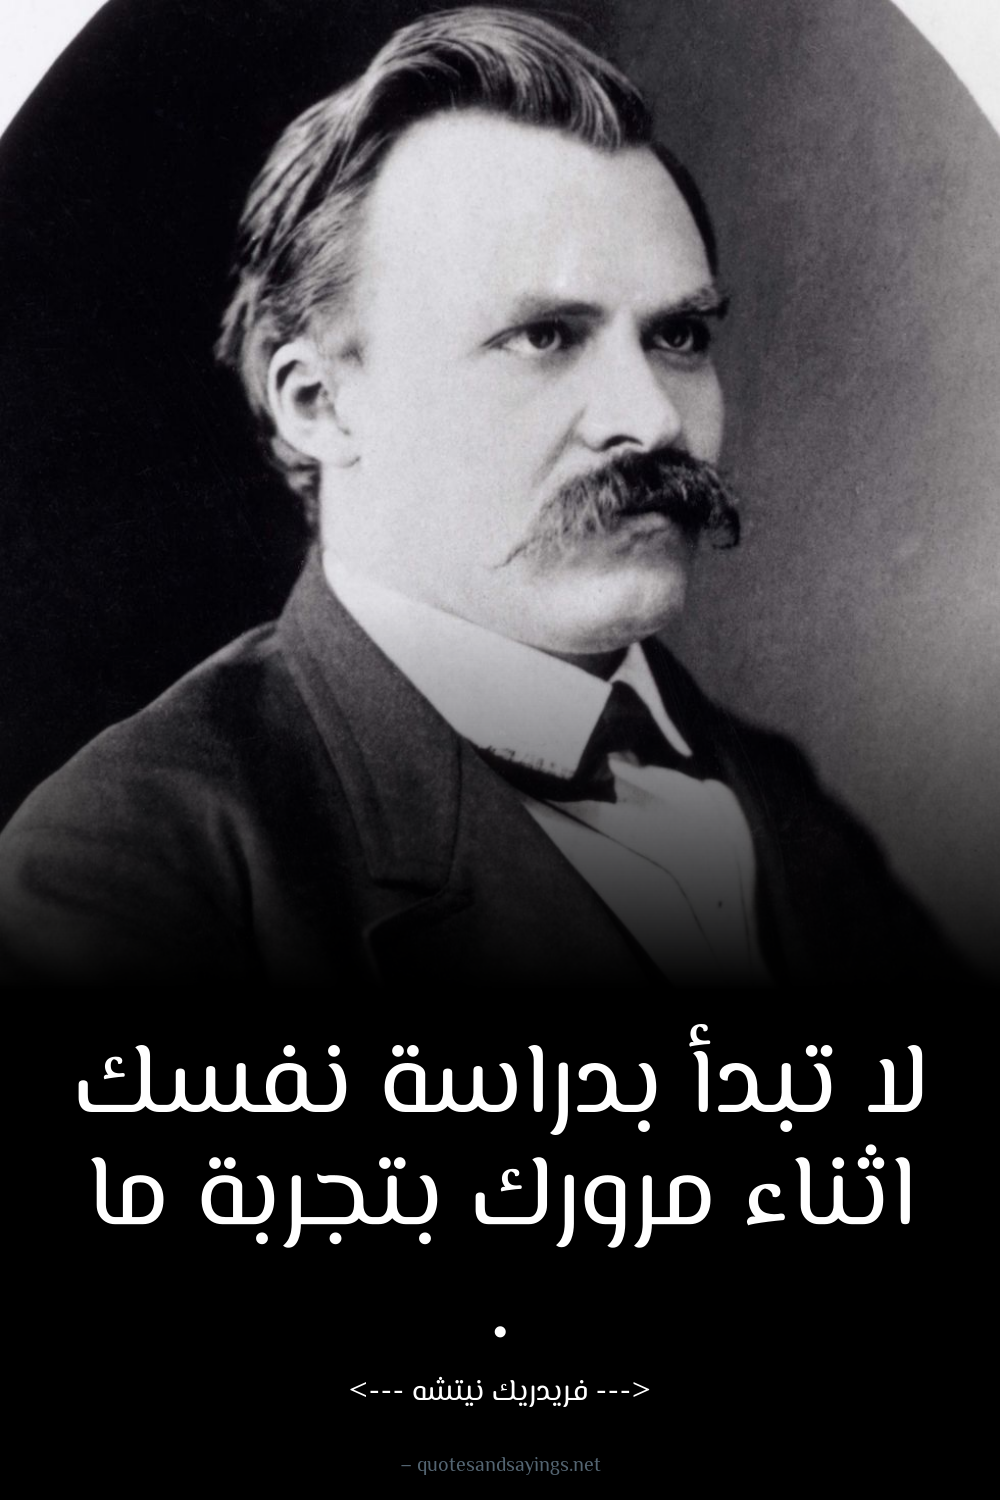 لا تبدأ بدراسة نفسك
اثناء مرورك بتجربة ما
.
<--- فريدريك نيتشه --->
– quotesandsayings.net